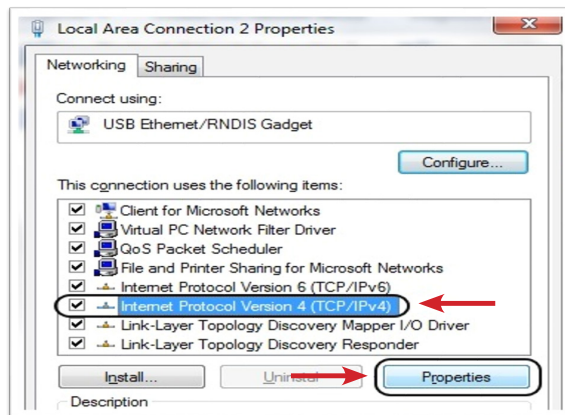 Local Area Connection 2 Properties
Networking Sharing
Connect using:
USB Ethernet/RNDIS Gadget
Configure...
This connection uses the following items:
Client for Microsoft Networks
Virtual PC Network Filter Driver
QoS Packet Scheduler
File and Printer Sharing for Microsoft Networks
Internet Protocol Version 6 (TCP/IPv6)
Internet Protocol Version 4 (TCP/IPv4)
Link-Layer Topology Discovery Mapper I/O Driver
Link-Layer Topology Discovery Responder
Install... Uninstall Properties
Description